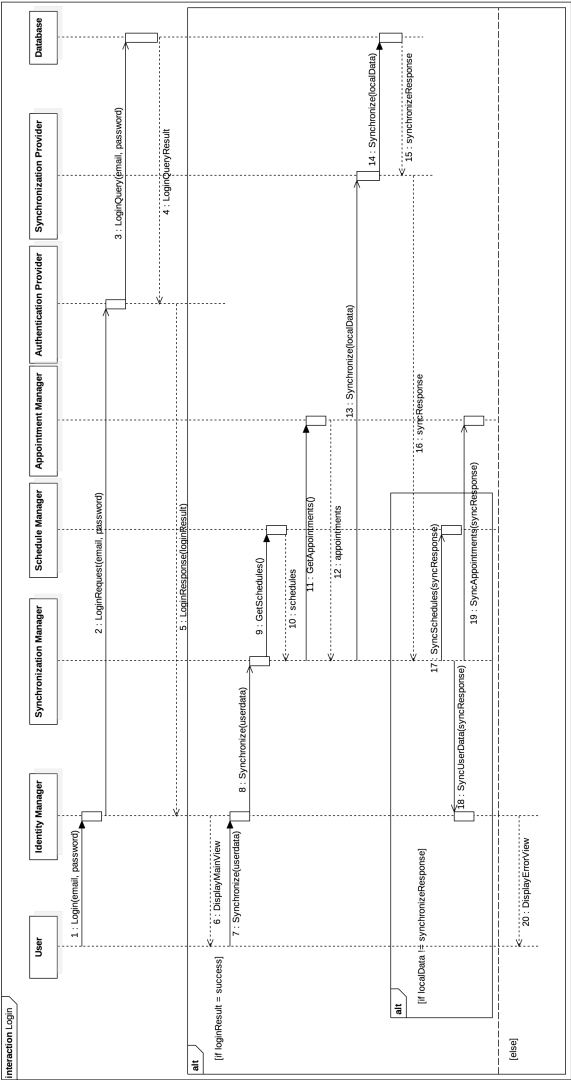 interaction Login
User
Identity Manager
Synchronization Manager
Schedule Manager
Appointment Manager
Authentication Provider
Synchronization Provider
Database
1 : Login(email, password)
2 : LoginRequest(email, password)
3 : LoginQuery(email, password)
4 : LoginQueryResult
5 : LoginResponse(loginResult)
alt
[if loginResult = success]
6 : DisplayMainView
7 : Synchronize(userdata)
8 : Synchronize(userdata)
9 : GetSchedules()
10 : schedules
11 : GetAppointments()
12 : appointments
13 : Synchronize(localData)
14 : Synchronize(localData)
15 : synchronizeResponse
16 : syncResponse
alt
[if localData != synchronizeResponse]
17 : SyncSchedules(syncResponse)
18 : SyncUserData(syncResponse)
19 : SyncAppointments(syncResponse)
[else]
20 : DisplayErrorView